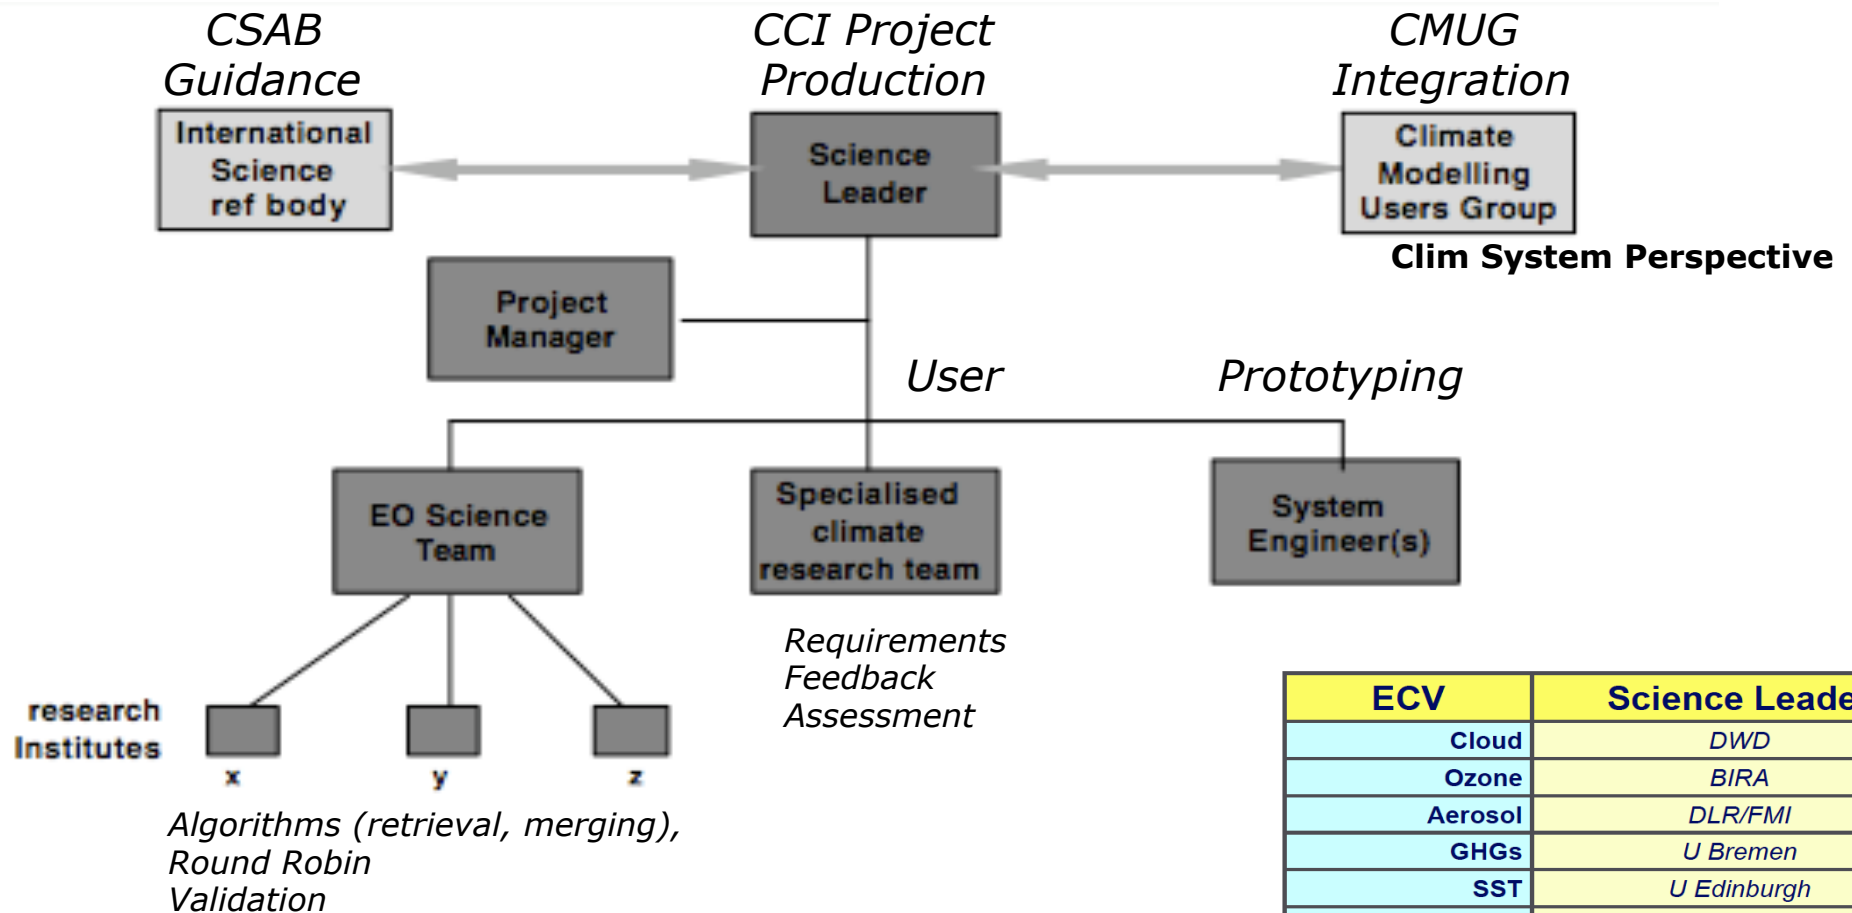 CSAB
Guidance
CCI Project
Production
CMUG
Integration
International
Science
ref body
Science
Leader
Climate
Modelling
Users Group
Clim System Perspective
Project
Manager
User
Prototyping
EO Science
Team
Specialised
climate
research team
System
Engineer(s)
Requirements
Feedback
Assessment
research
Institutes
x
y
z
Algorithms (retrieval, merging),
Round Robin
Validation
ECV Science Leade
Cloud DWD
Ozone BIRA
Aerosol DLR/FMI
GHGs U Bremen
SST U Edinburgh